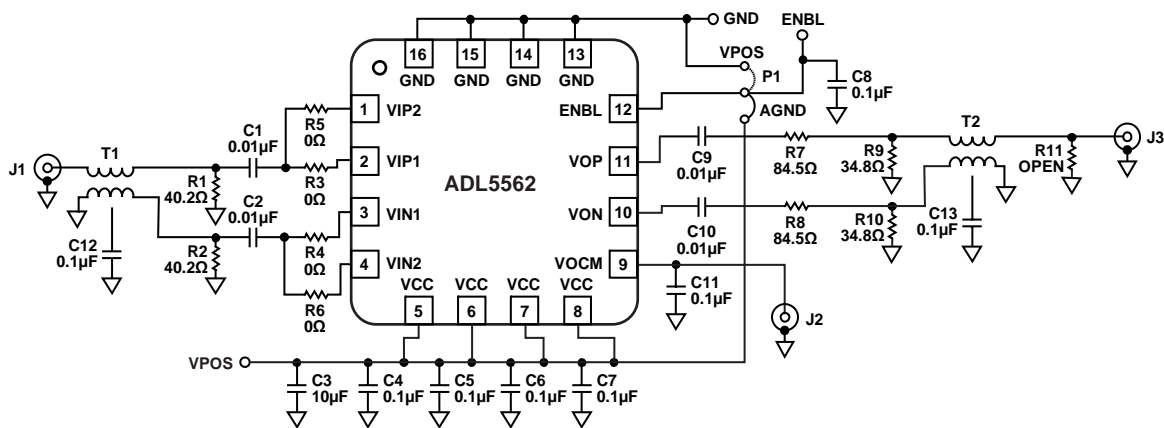 GND
ENBL
VPOS
P1
AGND
C8
0.1µF
16
GND
15
GND
14
GND
13
GND
1
VIP2
2
VIP1
3
VIN1
4
VIN2
ENBL
12
VOP
11
VON
10
VOCM
9
ADL5562
VCC
5
VCC
6
VCC
7
VCC
8
J1
T1
C12
0.1µF
R1
40.2Ω
R2
40.2Ω
C1
0.01µF
C2
0.01µF
R5
0Ω
R3
0Ω
R4
0Ω
R6
0Ω
C9
0.01µF
C10
0.01µF
R7
84.5Ω
R8
84.5Ω
R9
34.8Ω
R10
34.8Ω
T2
C13
0.1µF
R11
OPEN
J3
C11
0.1µF
J2
VPOS
C3
10µF
C4
0.1µF
C5
0.1µF
C6
0.1µF
C7
0.1µF